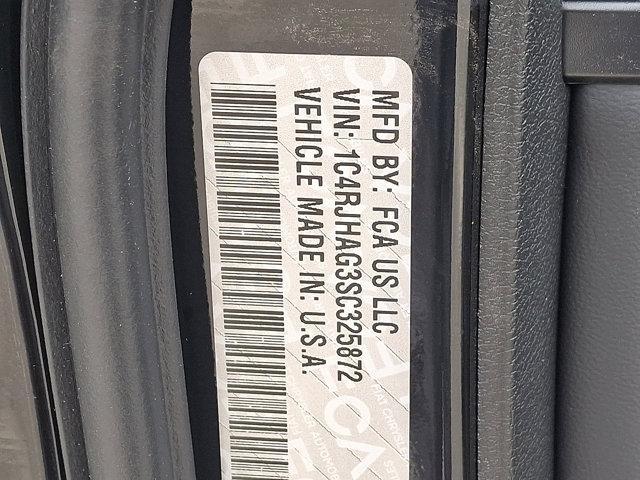 MFD BY: FCA US LLC
VIN: 1C4RJHAG3SC325872
VEHICLE MADE IN: U.S.A.